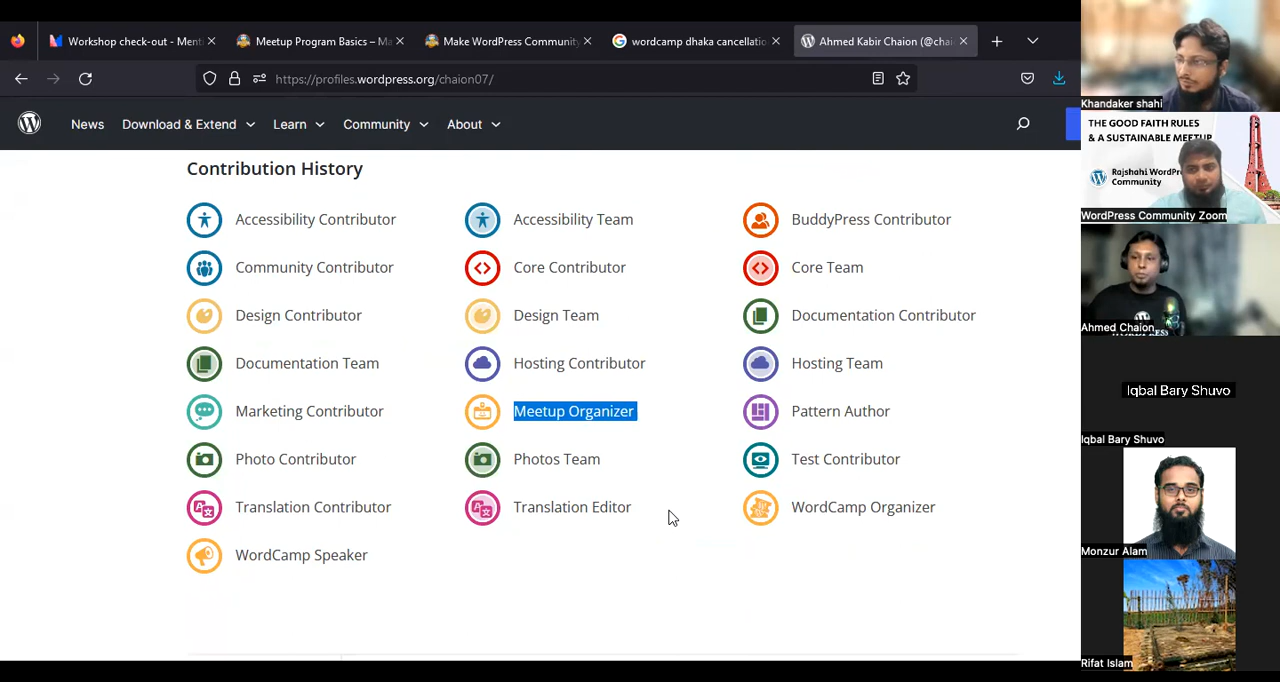 Workshop check-out - Menti
Meetup Program Basics – Ma
Make WordPress Community
wordcamp dhaka cancellatio
Ahmed Kabir Chaion (@chai
https://profiles.wordpress.org/chaion07/
News
Download & Extend
Learn
Community
About
Contribution History
Accessibility Contributor
Accessibility Team
BuddyPress Contributor
Community Contributor
Core Contributor
Core Team
Design Contributor
Design Team
Documentation Contributor
Documentation Team
Hosting Contributor
Hosting Team
Marketing Contributor
Meetup Organizer
Pattern Author
Photo Contributor
Photos Team
Test Contributor
Translation Contributor
Translation Editor
WordCamp Organizer
WordCamp Speaker
Khandaker shahi
THE GOOD FAITH RULES
& A SUSTAINABLE MEETUP
Rajshahi WordPr
Community
WordPress Community Zoom
Ahmed Chaion
Iqbal Bary Shuvo
Iqbal Bary Shuvo
Monzur Alam
Rifat Islam